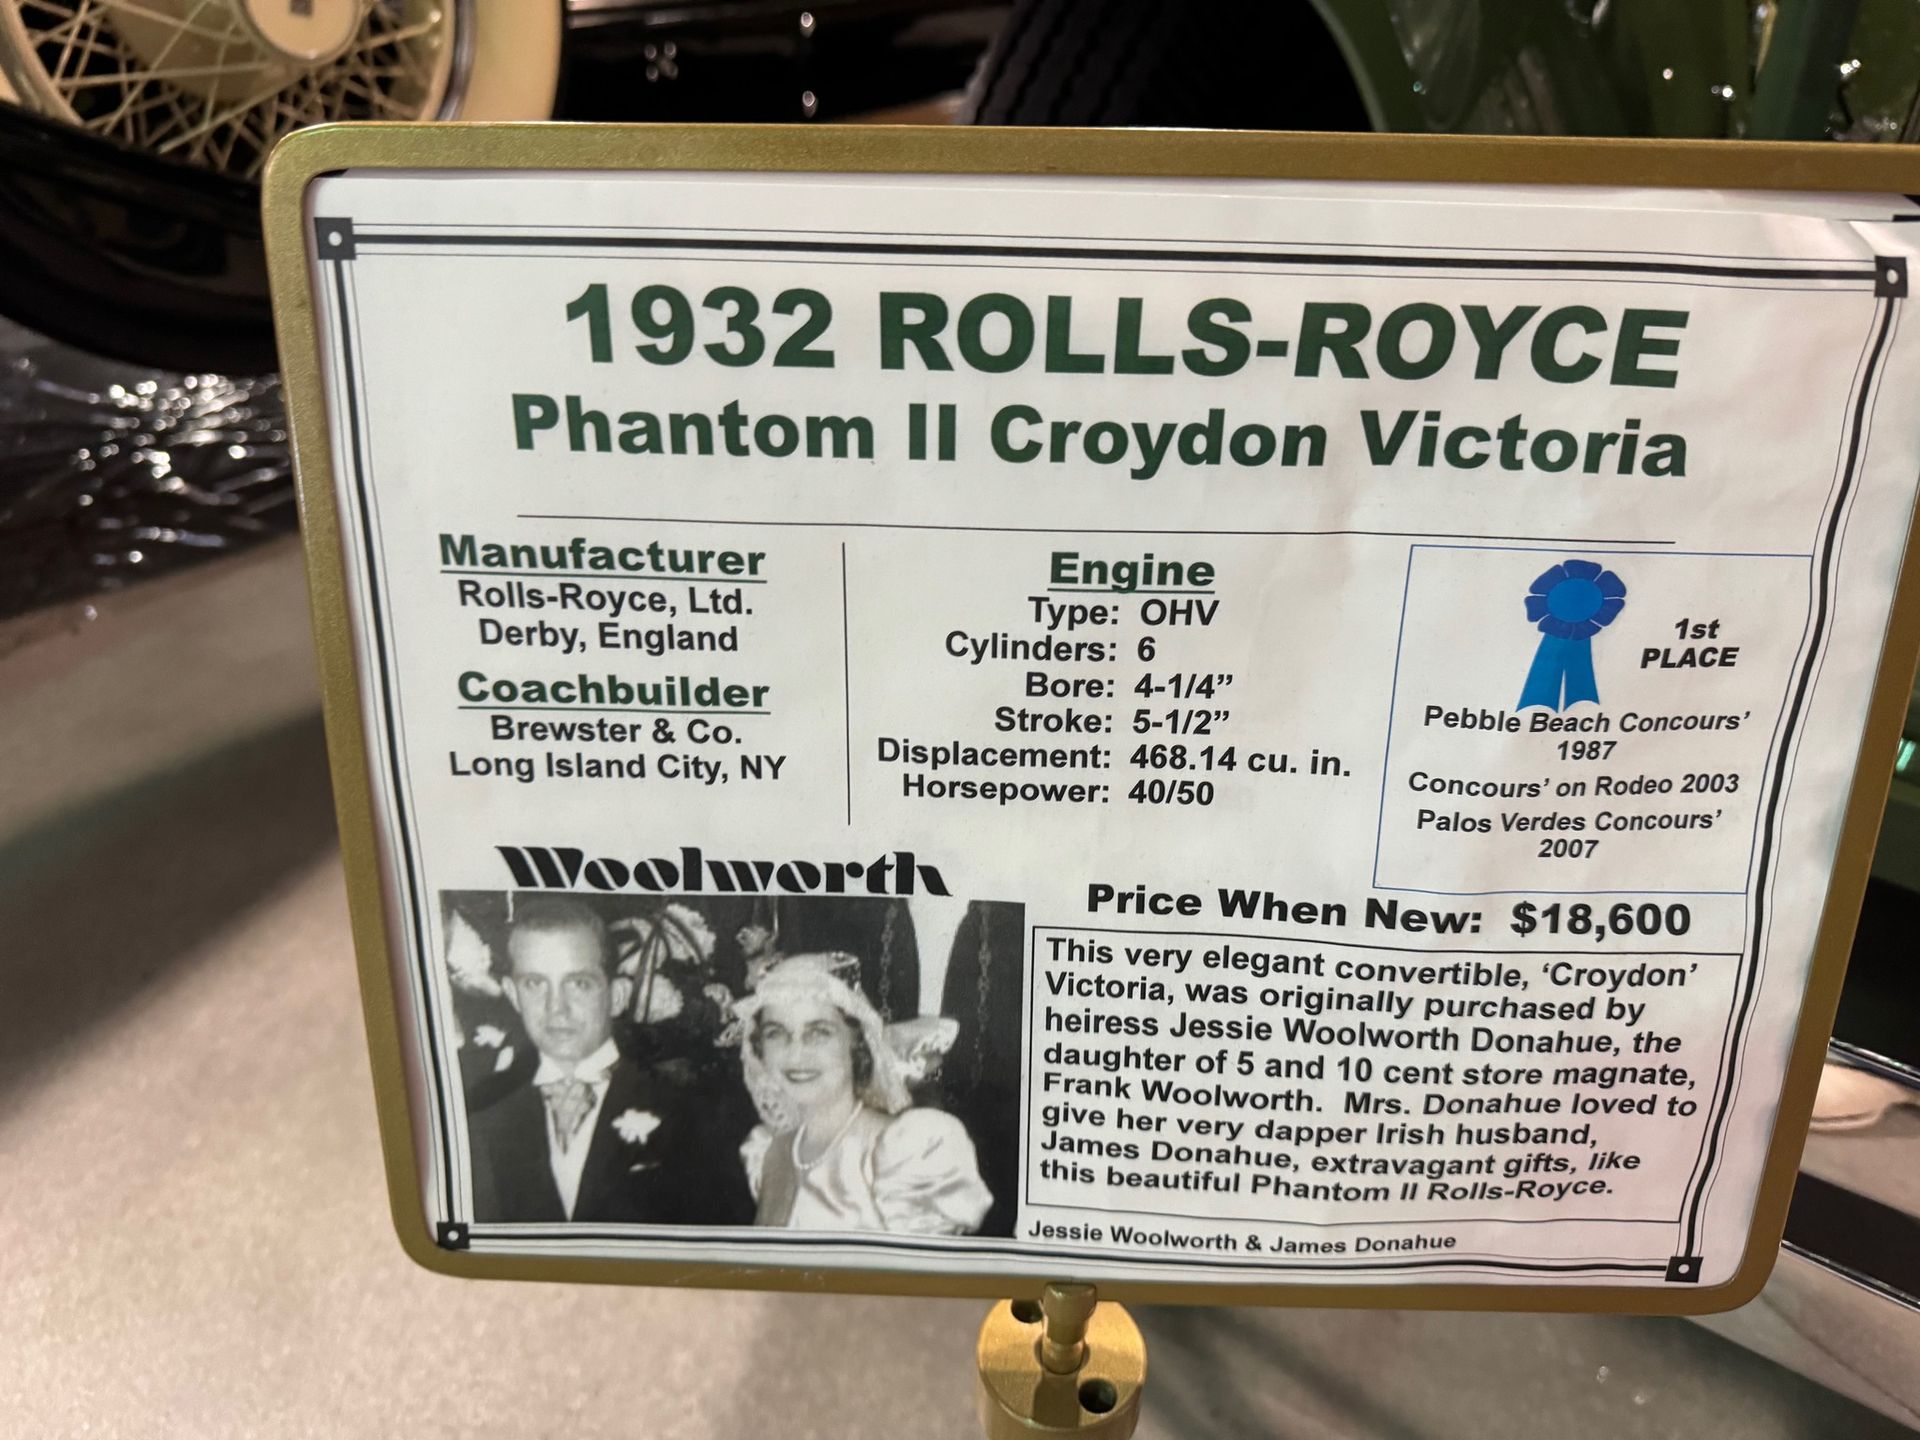 1932 ROLLS-ROYCE
Phantom II Croydon Victoria
Manufacturer
Rolls-Royce, Ltd.
Derby, England
Coachbuilder
Brewster & Co.
Long Island City, NY
Engine
Type: OHV
Cylinders: 6
Bore: 4-1/4”
Stroke: 5-1/2”
Displacement: 468.14 cu. in.
Horsepower: 40/50
1st
PLACE
Pebble Beach Concours’
1987
Concours’ on Rodeo 2003
Palos Verdes Concours’
2007
Woolworth
Price When New: $18,600
This very elegant convertible, ‘Croydon’
Victoria, was originally purchased by
heiress Jessie Woolworth Donahue, the
daughter of 5 and 10 cent store magnate,
Frank Woolworth. Mrs. Donahue loved to
give her very dapper Irish husband,
James Donahue, extravagant gifts, like
this beautiful Phantom II Rolls-Royce.
Jessie Woolworth & James Donahue